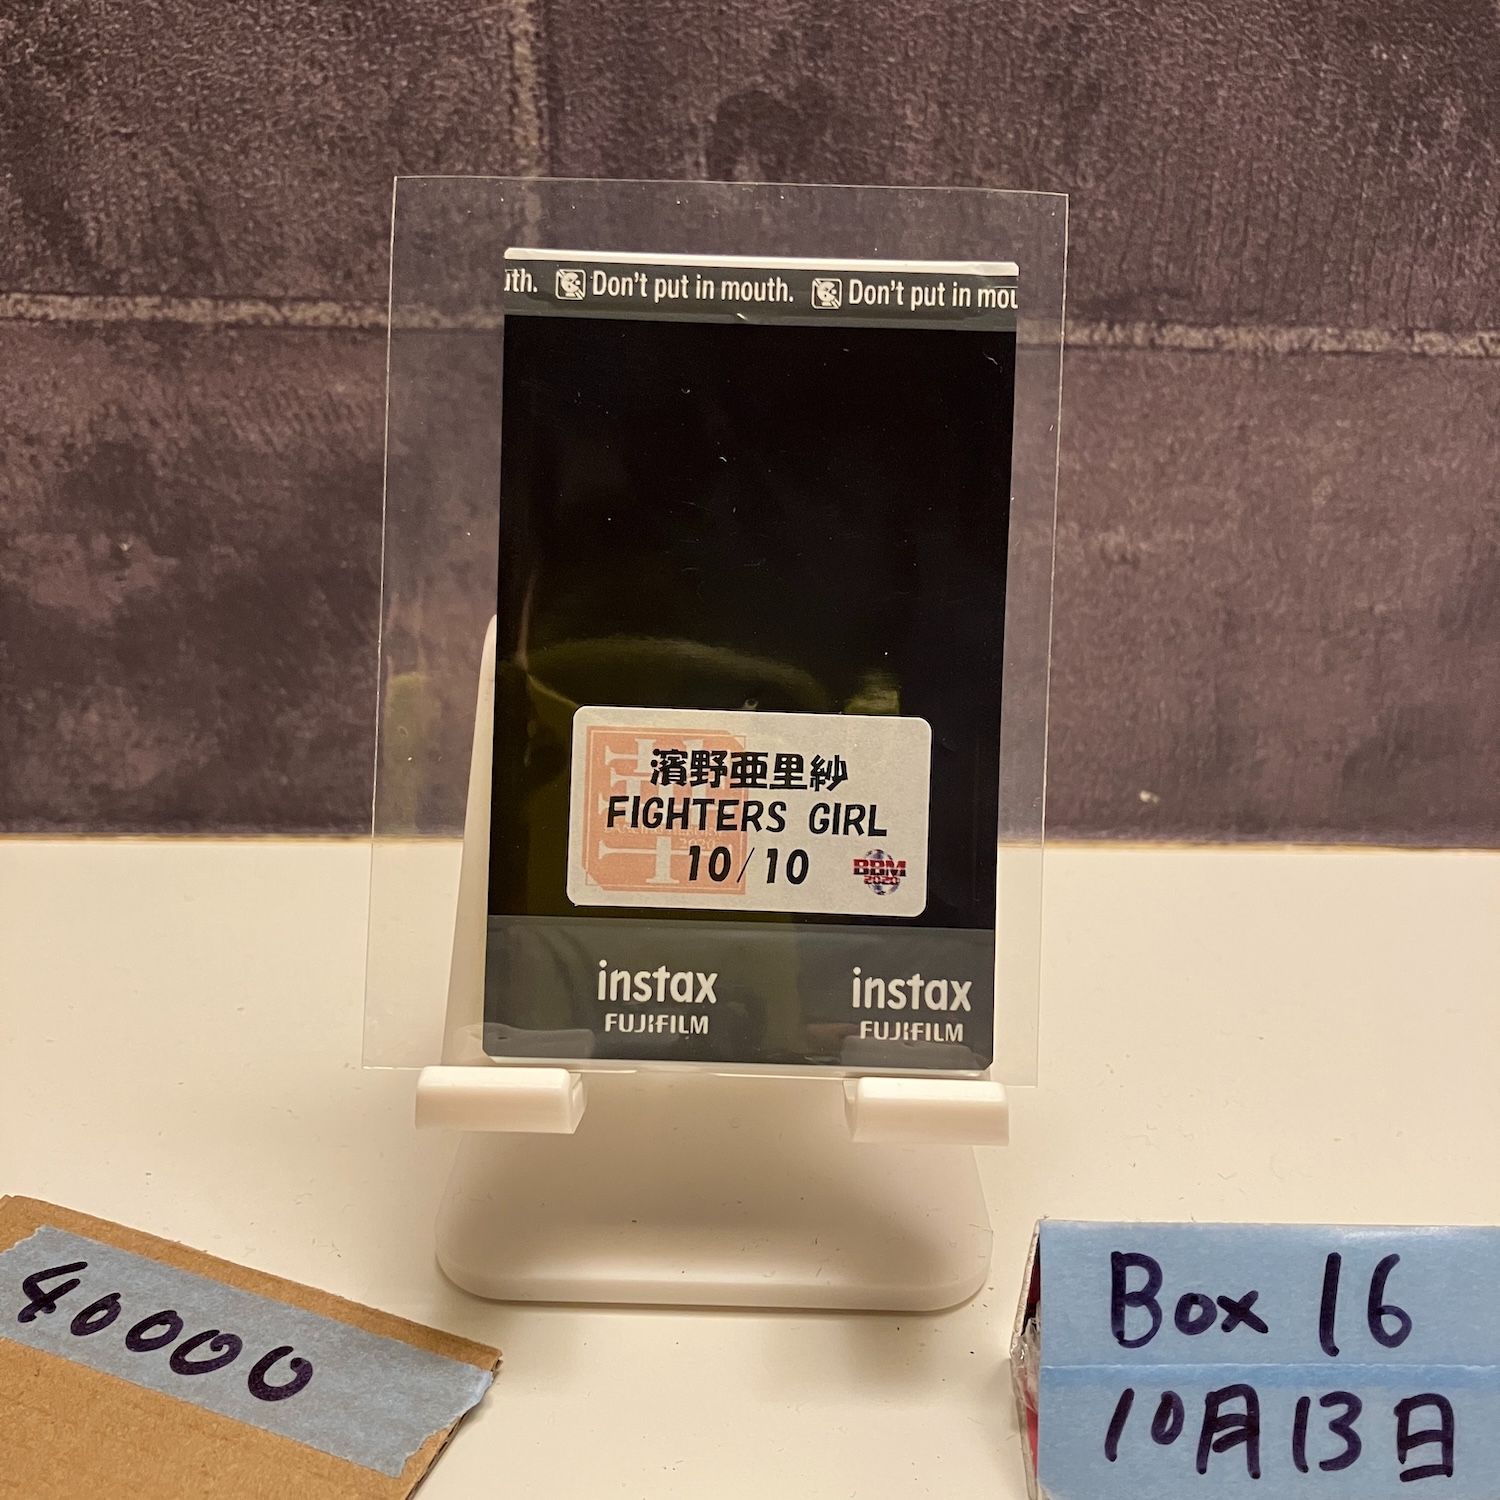 uth. Don't put in mouth. Don't put in mou
濱野亜里紗
FIGHTERS GIRL
10/10
BBM
2020
instax instax
FUJIFILM FUJIFILM
40000
Box 16
10月13日